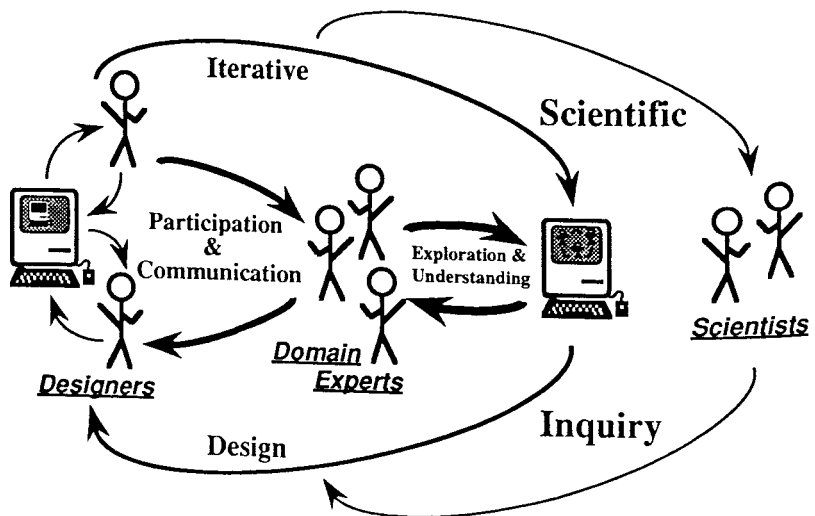 Iterative
Scientific
Participation
&
Communication
Exploration &
Understanding
Designers
Domain
Experts
Scientists
Design
Inquiry